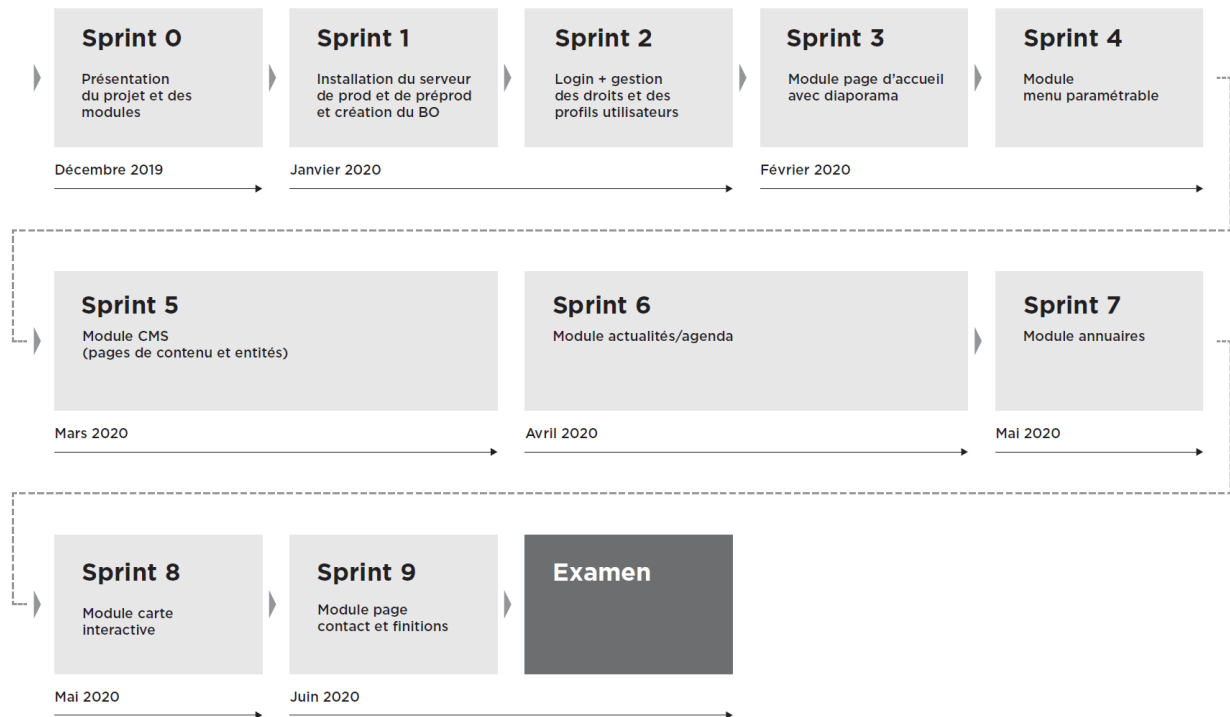 Sprint 0
Présentation
du projet et des
modules
Sprint 1
Installation du serveur
de prod et de préprod
et création du BO
Sprint 2
Login + gestion
des droits et des
profils utilisateurs
Sprint 3
Module page d'accueil
avec diaporama
Sprint 4
Module
menu paramétrable
Décembre 2019
Janvier 2020
Février 2020
Sprint 5
Module CMS
(pages de contenu et entités)
Sprint 6
Module actualités/agenda
Sprint 7
Module annuaires
Mars 2020
Avril 2020
Mai 2020
Sprint 8
Module carte
interactive
Sprint 9
Module page
contact et finitions
Examen
Mai 2020
Juin 2020